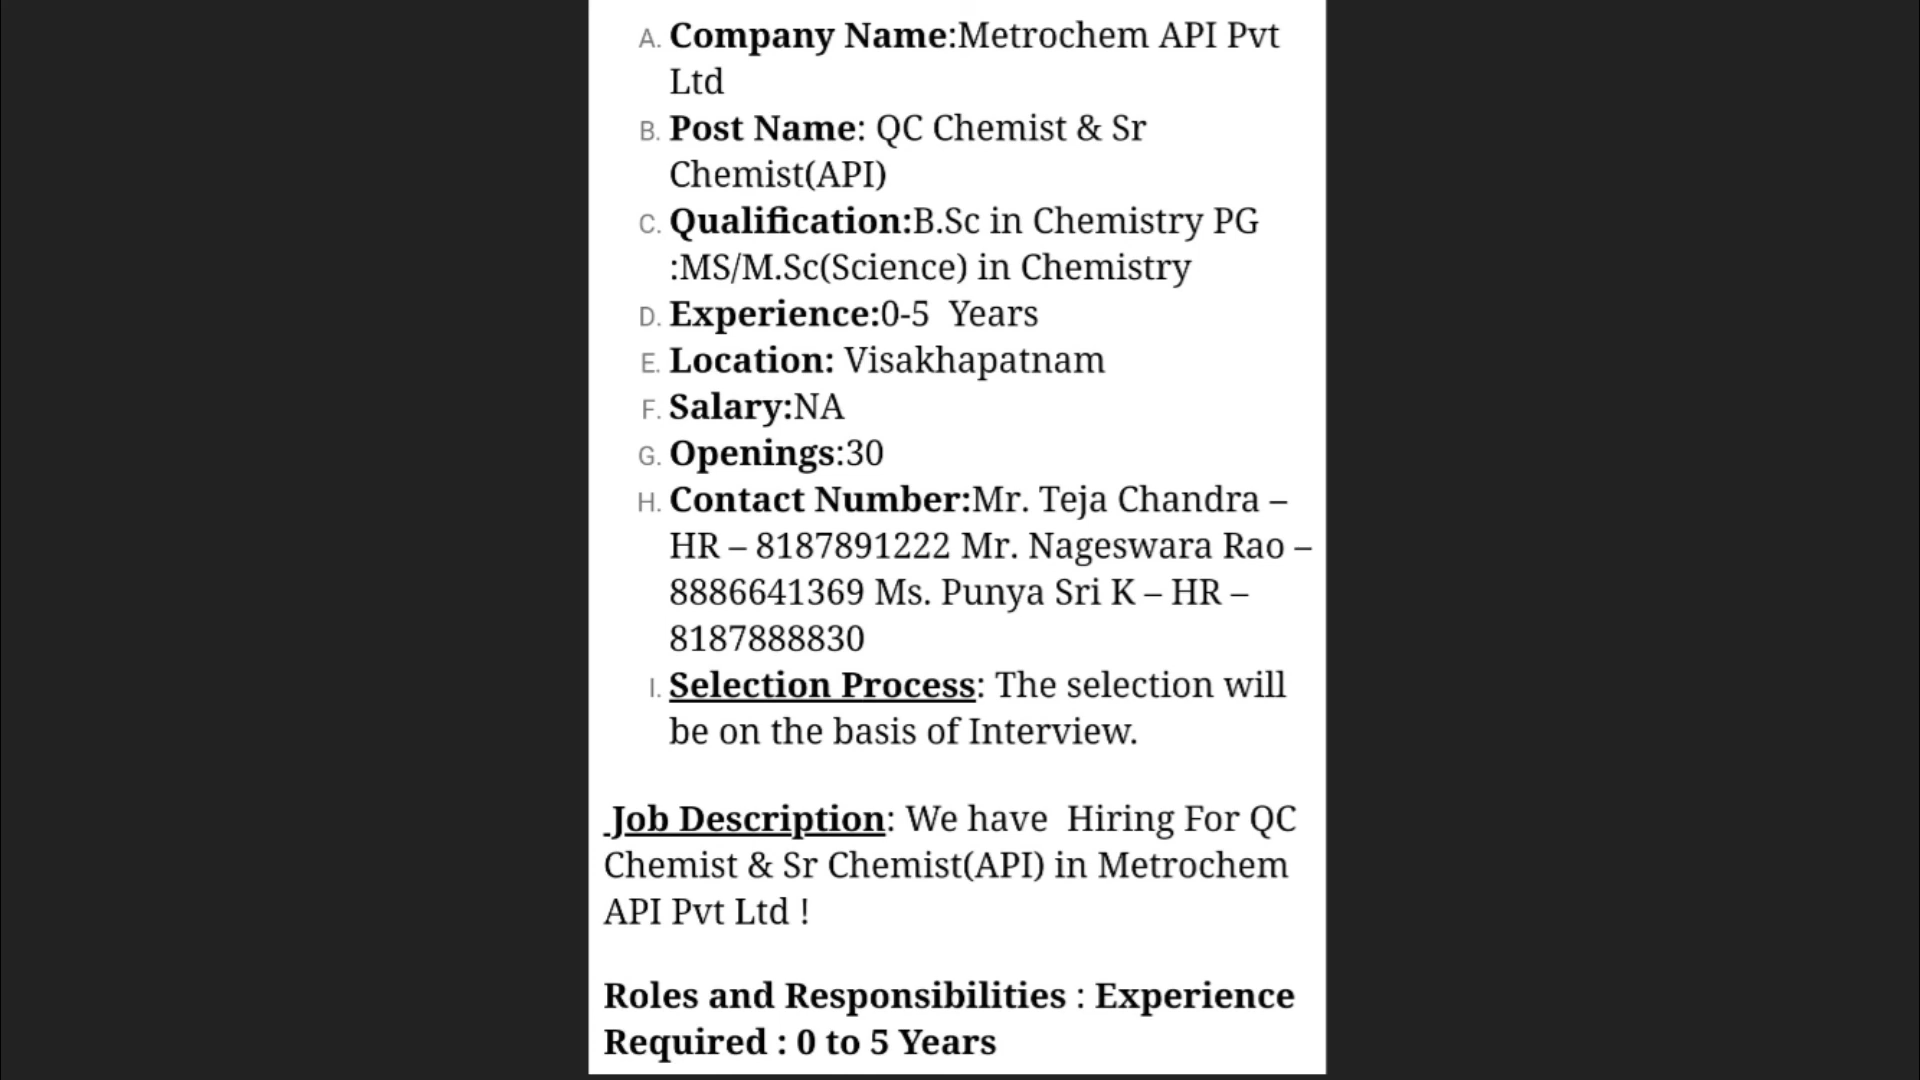 A. Company Name:Metrochem API Pvt
Ltd
B. Post Name: QC Chemist & Sr
Chemist(API)
C. Qualification:B.Sc in Chemistry PG
:MS/M.Sc(Science) in Chemistry
D. Experience:0-5  Years
E. Location: Visakhapatnam
F. Salary:NA
G. Openings:30
H. Contact Number:Mr. Teja Chandra –
HR – 8187891222 Mr. Nageswara Rao –
8886641369 Ms. Punya Sri K – HR –
8187888830
I. Selection Process: The selection will
be on the basis of Interview.
Job Description: We have  Hiring For QC
Chemist & Sr Chemist(API) in Metrochem
API Pvt Ltd !
Roles and Responsibilities : Experience
Required : 0 to 5 Years